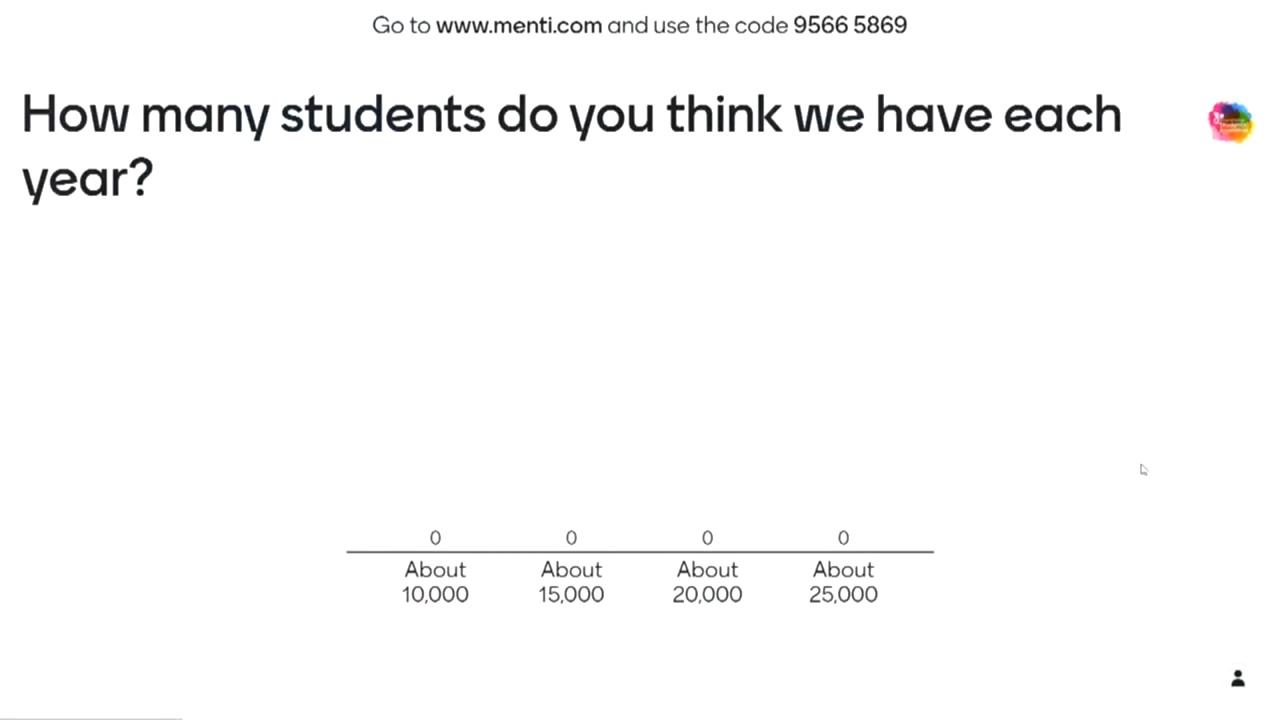 Go to www.menti.com and use the code 9566 5869
How many students do you think we have each
year?
0 0 0 0
About About About About
10,000 15,000 20,000 25,000